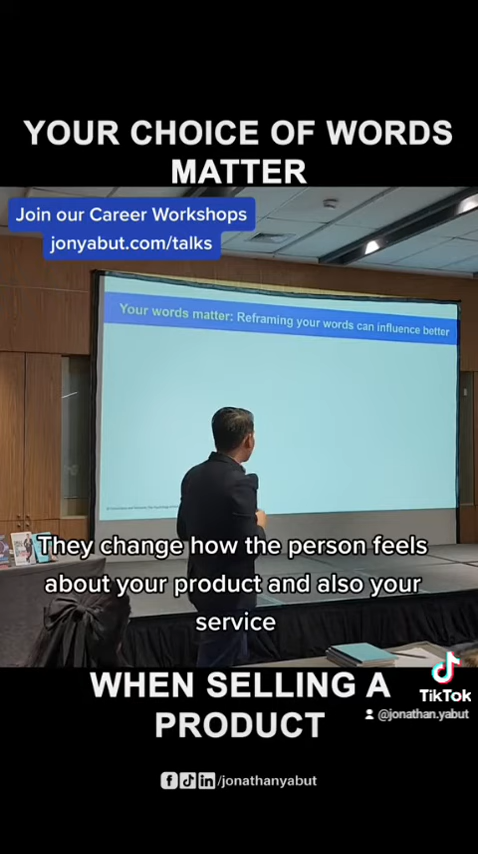 YOUR CHOICE OF WORDS
MATTER
Join our Career Workshops
jonyabut.com/talks
Your words matter: Reframing your words can influence better
They change how the person feels
about your product and also your
service
WHEN SELLING A
PRODUCT
TikTok
@jonathan.yabut
/jonathanyabut